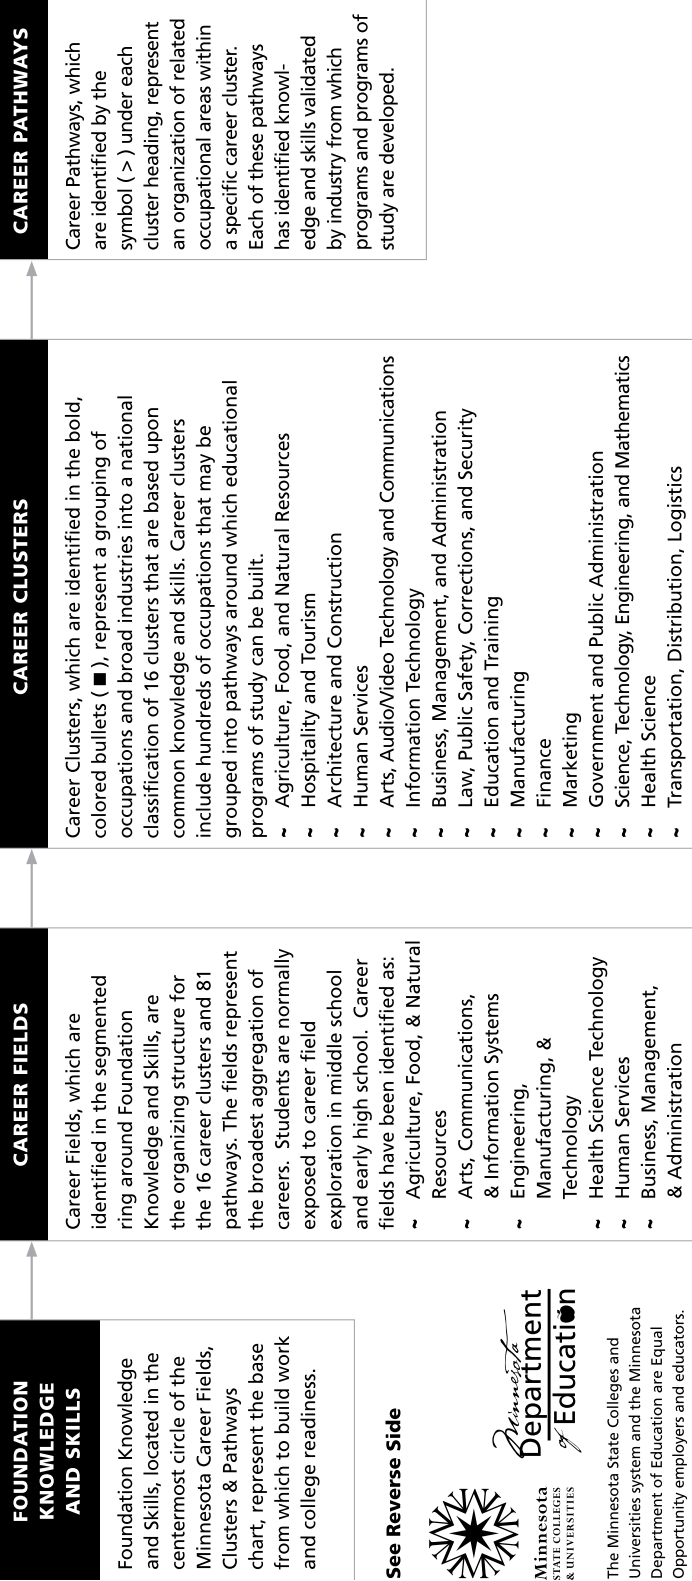 FOUNDATION
KNOWLEDGE
AND SKILLS
Foundation Knowledge
and Skills, located in the
centermost circle of the
Minnesota Career Fields,
Clusters & Pathways
chart, represent the base
from which to build work
and college readiness.
See Reverse Side
Minnesota
STATE COLLEGES
& UNIVERSITIES
Minnesota
Department
of Education
The Minnesota State Colleges and
Universities system and the Minnesota
Department of Education are Equal
Opportunity employers and educators.
CAREER FIELDS
Career Fields, which are
identified in the segmented
ring around Foundation
Knowledge and Skills, are
the organizing structure for
the 16 career clusters and 81
pathways. The fields represent
the broadest aggregation of
careers. Students are normally
exposed to career field
exploration in middle school
and early high school. Career
fields have been identified as:
~ Agriculture, Food, & Natural
Resources
~ Arts, Communications,
& Information Systems
~ Engineering,
Manufacturing, &
Technology
~ Health Science Technology
~ Human Services
~ Business, Management,
& Administration
CAREER CLUSTERS
Career Clusters, which are identified in the bold,
colored bullets ( ■ ), represent a grouping of
occupations and broad industries into a national
classification of 16 clusters that are based upon
common knowledge and skills. Career clusters
include hundreds of occupations that may be
grouped into pathways around which educational
programs of study can be built.
~ Agriculture, Food, and Natural Resources
~ Hospitality and Tourism
~ Architecture and Construction
~ Human Services
~ Arts, Audio/Video Technology and Communications
~ Information Technology
~ Business, Management, and Administration
~ Law, Public Safety, Corrections, and Security
~ Education and Training
~ Manufacturing
~ Finance
~ Marketing
~ Government and Public Administration
~ Science, Technology, Engineering, and Mathematics
~ Health Science
~ Transportation, Distribution, Logistics
CAREER PATHWAYS
Career Pathways, which
are identified by the
symbol ( > ) under each
cluster heading, represent
an organization of related
occupational areas within
a specific career cluster.
Each of these pathways
has identified knowl-
edge and skills validated
by industry from which
programs and programs of
study are developed.